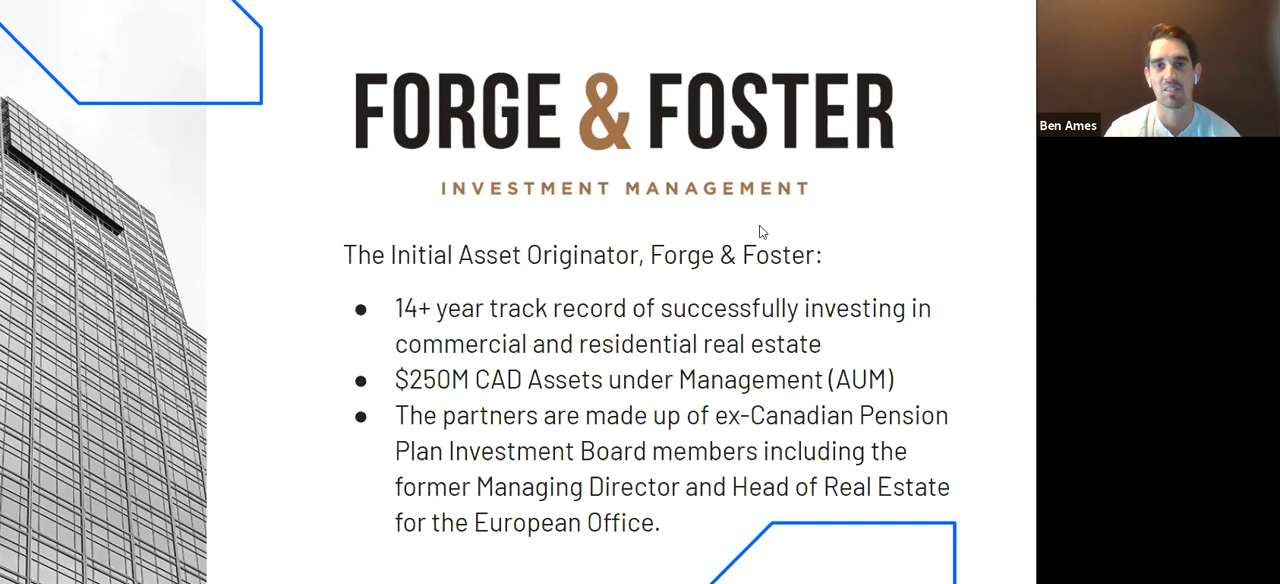 FORGE & FOSTER
INVESTMENT MANAGEMENT
The Initial Asset Originator, Forge & Foster:
● 14+ year track record of successfully investing in
commercial and residential real estate
● $250M CAD Assets under Management (AUM)
● The partners are made up of ex-Canadian Pension
Plan Investment Board members including the
former Managing Director and Head of Real Estate
for the European Office.
Ben Ames